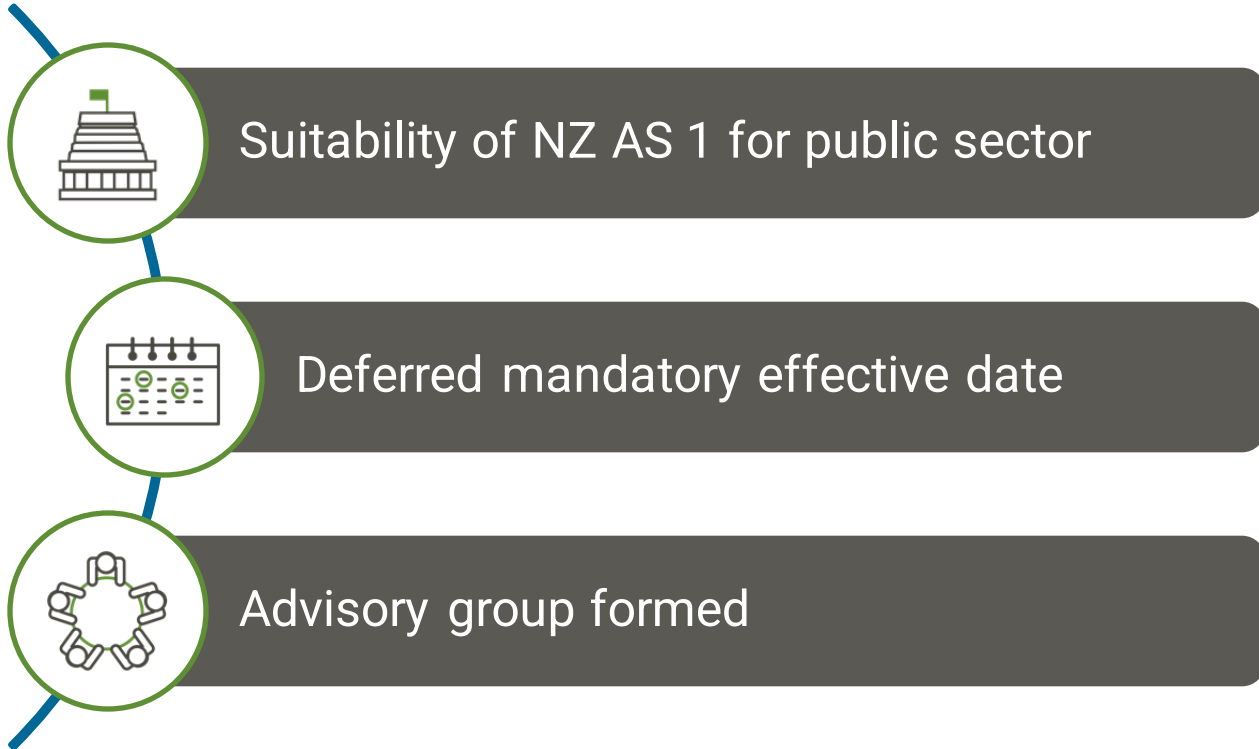 Suitability of NZ AS 1 for public sector
Deferred mandatory effective date
Advisory group formed